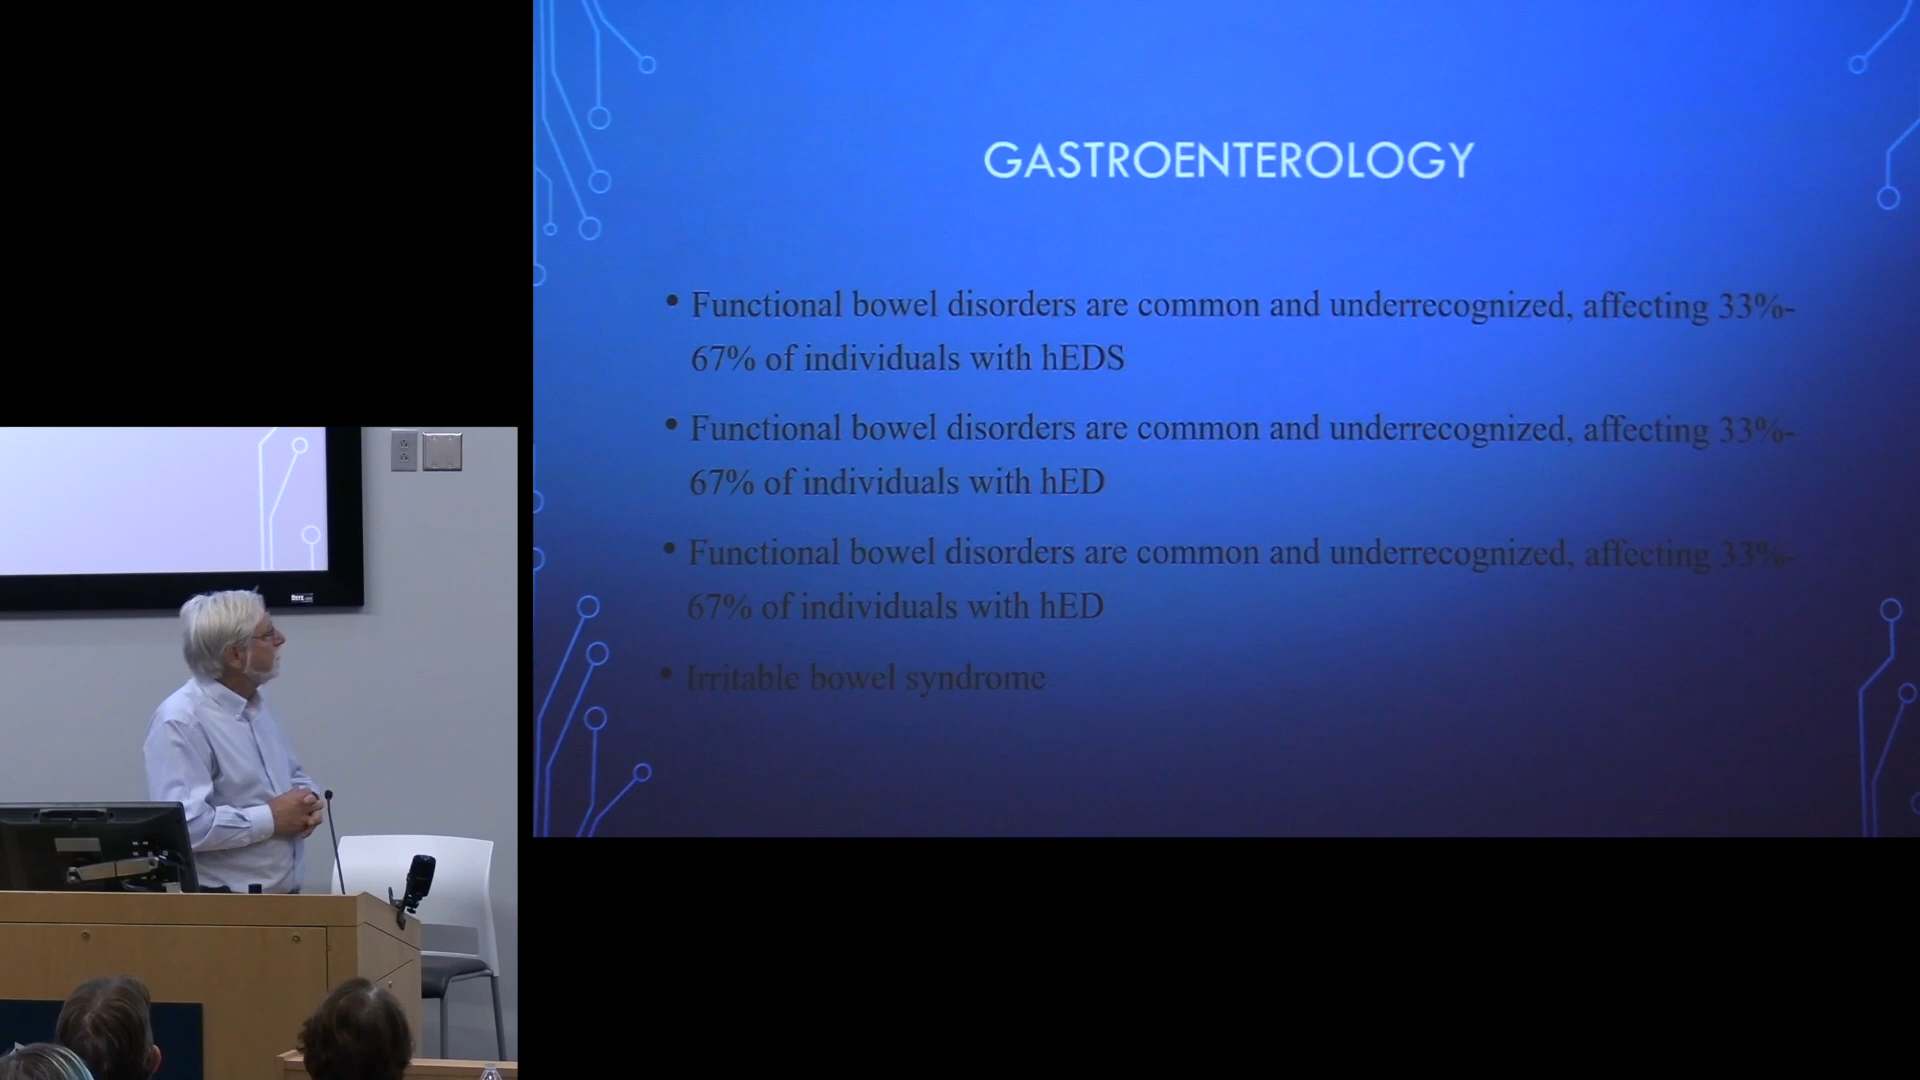 GASTROENTEROLOGY
• Functional bowel disorders are common and underrecognized, affecting 33%-
67% of individuals with hEDS
• Functional bowel disorders are common and underrecognized, affecting 33%-
67% of individuals with hED
• Functional bowel disorders are common and underrecognized, affecting 33%-
67% of individuals with hED
• Irritable bowel syndrome